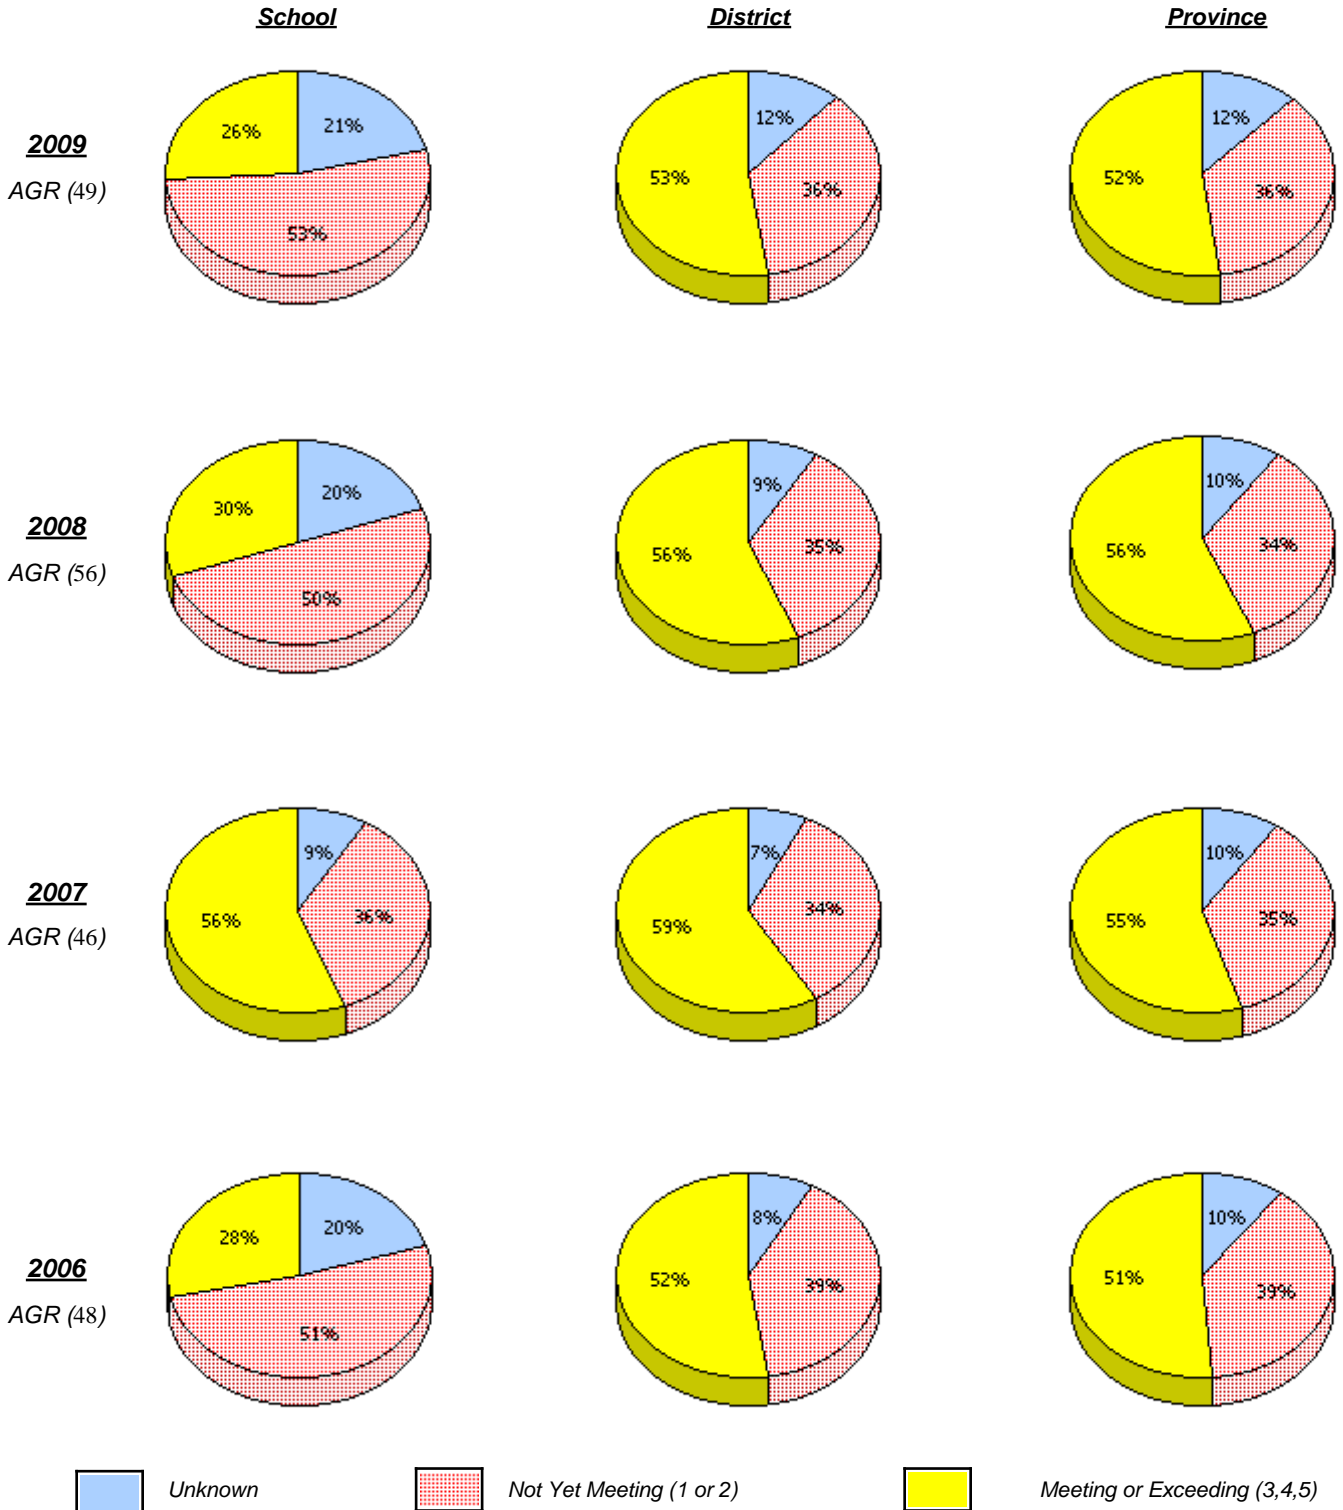 School District Province
2009
AGR (49)
26% 21% 53%
12% 53% 36%
12% 52% 36%
2008
AGR (56)
30% 20% 50%
9% 56% 35%
10% 56% 34%
2007
AGR (46)
9% 56% 36%
7% 59% 34%
10% 55% 35%
2006
AGR (48)
28% 20% 51%
8% 52% 39%
10% 51% 39%
Unknown Not Yet Meeting (1 or 2) Meeting or Exceeding (3,4,5)